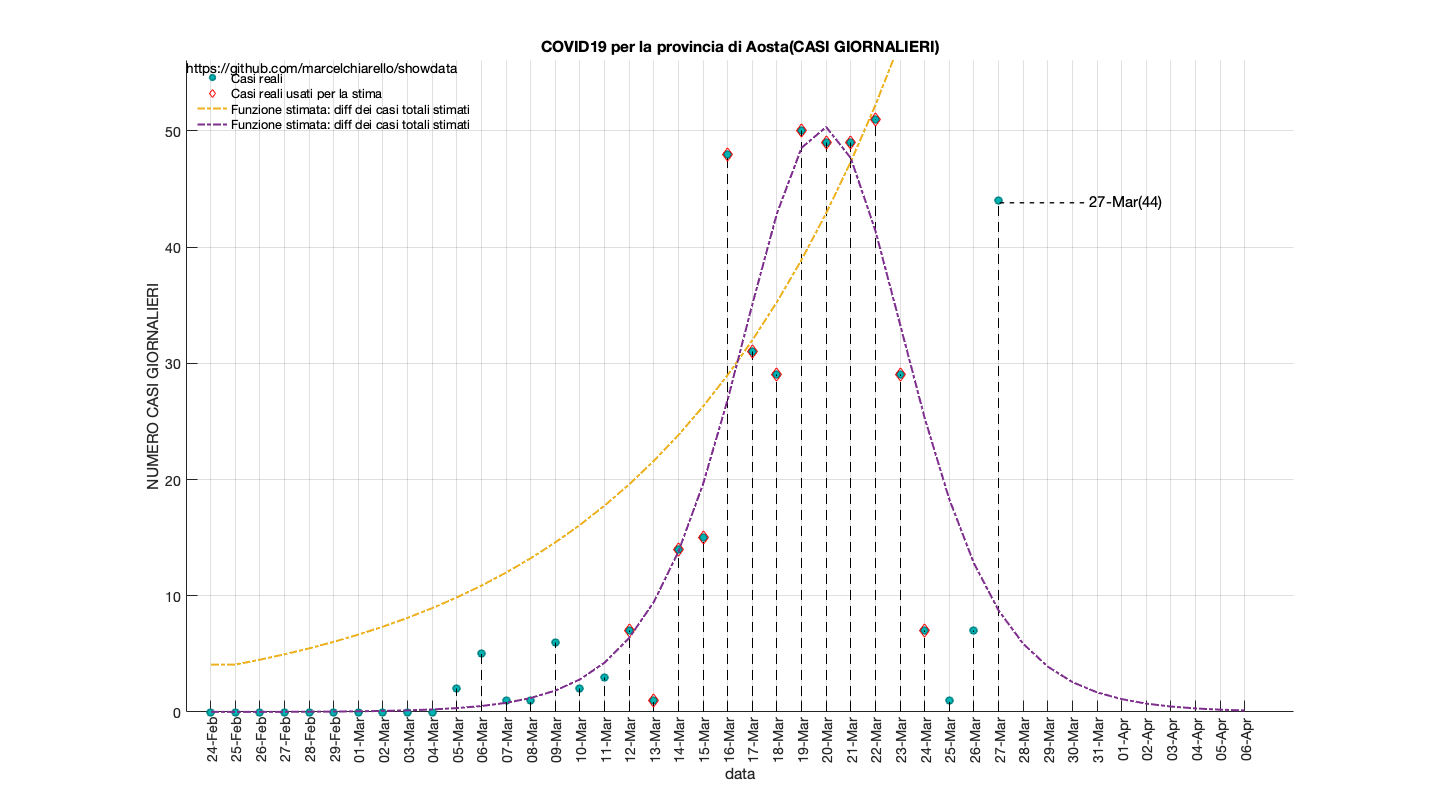 COVID19 per la provincia di Aosta(CASI GIORNALIERI)
https://github.com/marcelchiarello/showdata
Casi reali
Casi reali usati per la stima
Funzione stimata: diff dei casi totali stimati
Funzione stimata: diff dei casi totali stimati
27-Mar(44)
NUMERO CASI GIORNALIERI
50
40
30
20
10
0
24-Feb
25-Feb
26-Feb
27-Feb
28-Feb
29-Feb
01-Mar
02-Mar
03-Mar
04-Mar
05-Mar
06-Mar
07-Mar
08-Mar
09-Mar
10-Mar
11-Mar
12-Mar
13-Mar
14-Mar
15-Mar
16-Mar
17-Mar
18-Mar
19-Mar
20-Mar
21-Mar
22-Mar
23-Mar
24-Mar
25-Mar
26-Mar
27-Mar
28-Mar
29-Mar
30-Mar
31-Mar
01-Apr
02-Apr
03-Apr
04-Apr
05-Apr
06-Apr
data